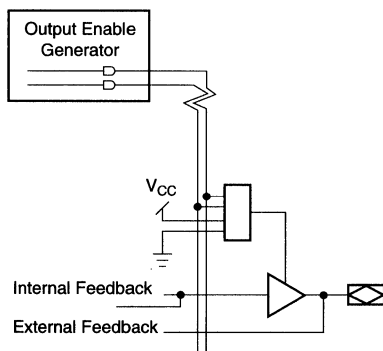 Output Enable
Generator
VCC
Internal Feedback
External Feedback